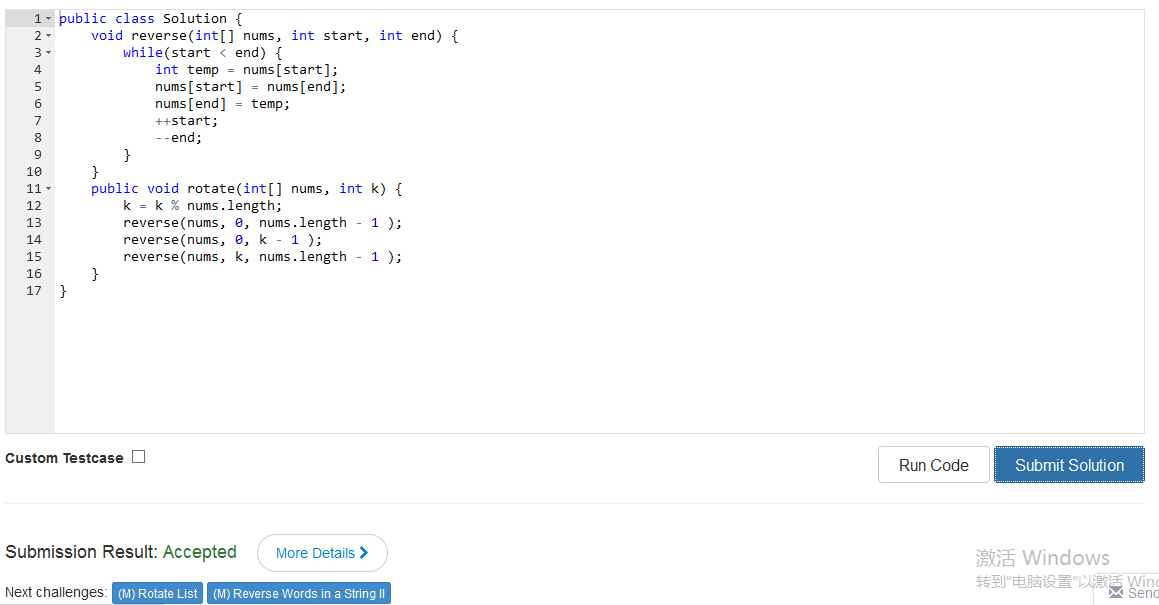 1 public class Solution {
2 void reverse(int[] nums, int start, int end) {
3 while(start < end) {
4 int temp = nums[start];
5 nums[start] = nums[end];
6 nums[end] = temp;
7 ++start;
8 --end;
9 }
10 }
11 public void rotate(int[] nums, int k) {
12 k = k % nums.length;
13 reverse(nums, 0, nums.length - 1 );
14 reverse(nums, 0, k - 1 );
15 reverse(nums, k, nums.length - 1 );
16 }
17 }
Custom Testcase
Run Code
Submit Solution
Submission Result: Accepted
More Details
激活 Windows
转到"电脑设置"以激活 Wind
Next challenges: (M) Rotate List (M) Reverse Words in a String II
Send